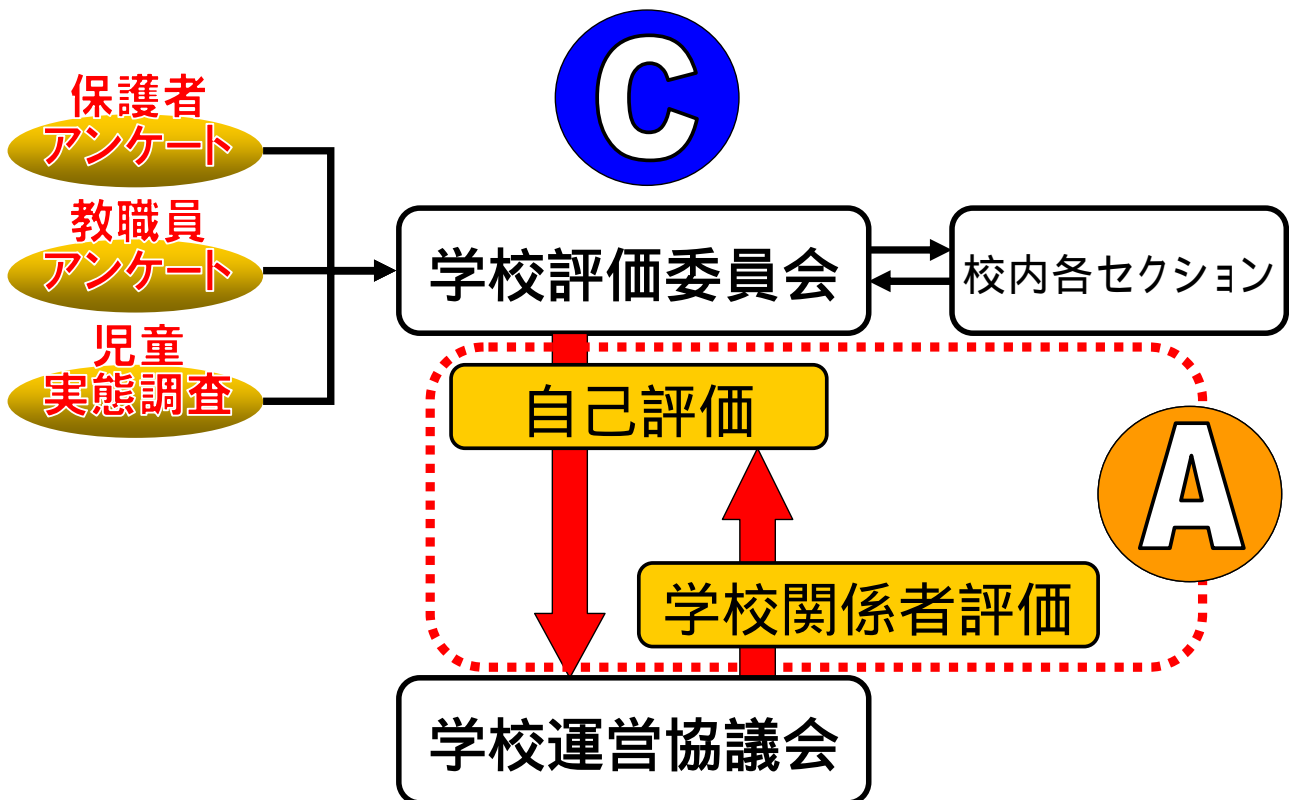 C
保護者
アンケート
教職員
アンケート
児童
実態調査
学校評価委員会
校内各セクション
自己評価
A
学校関係者評価
学校運営協議会